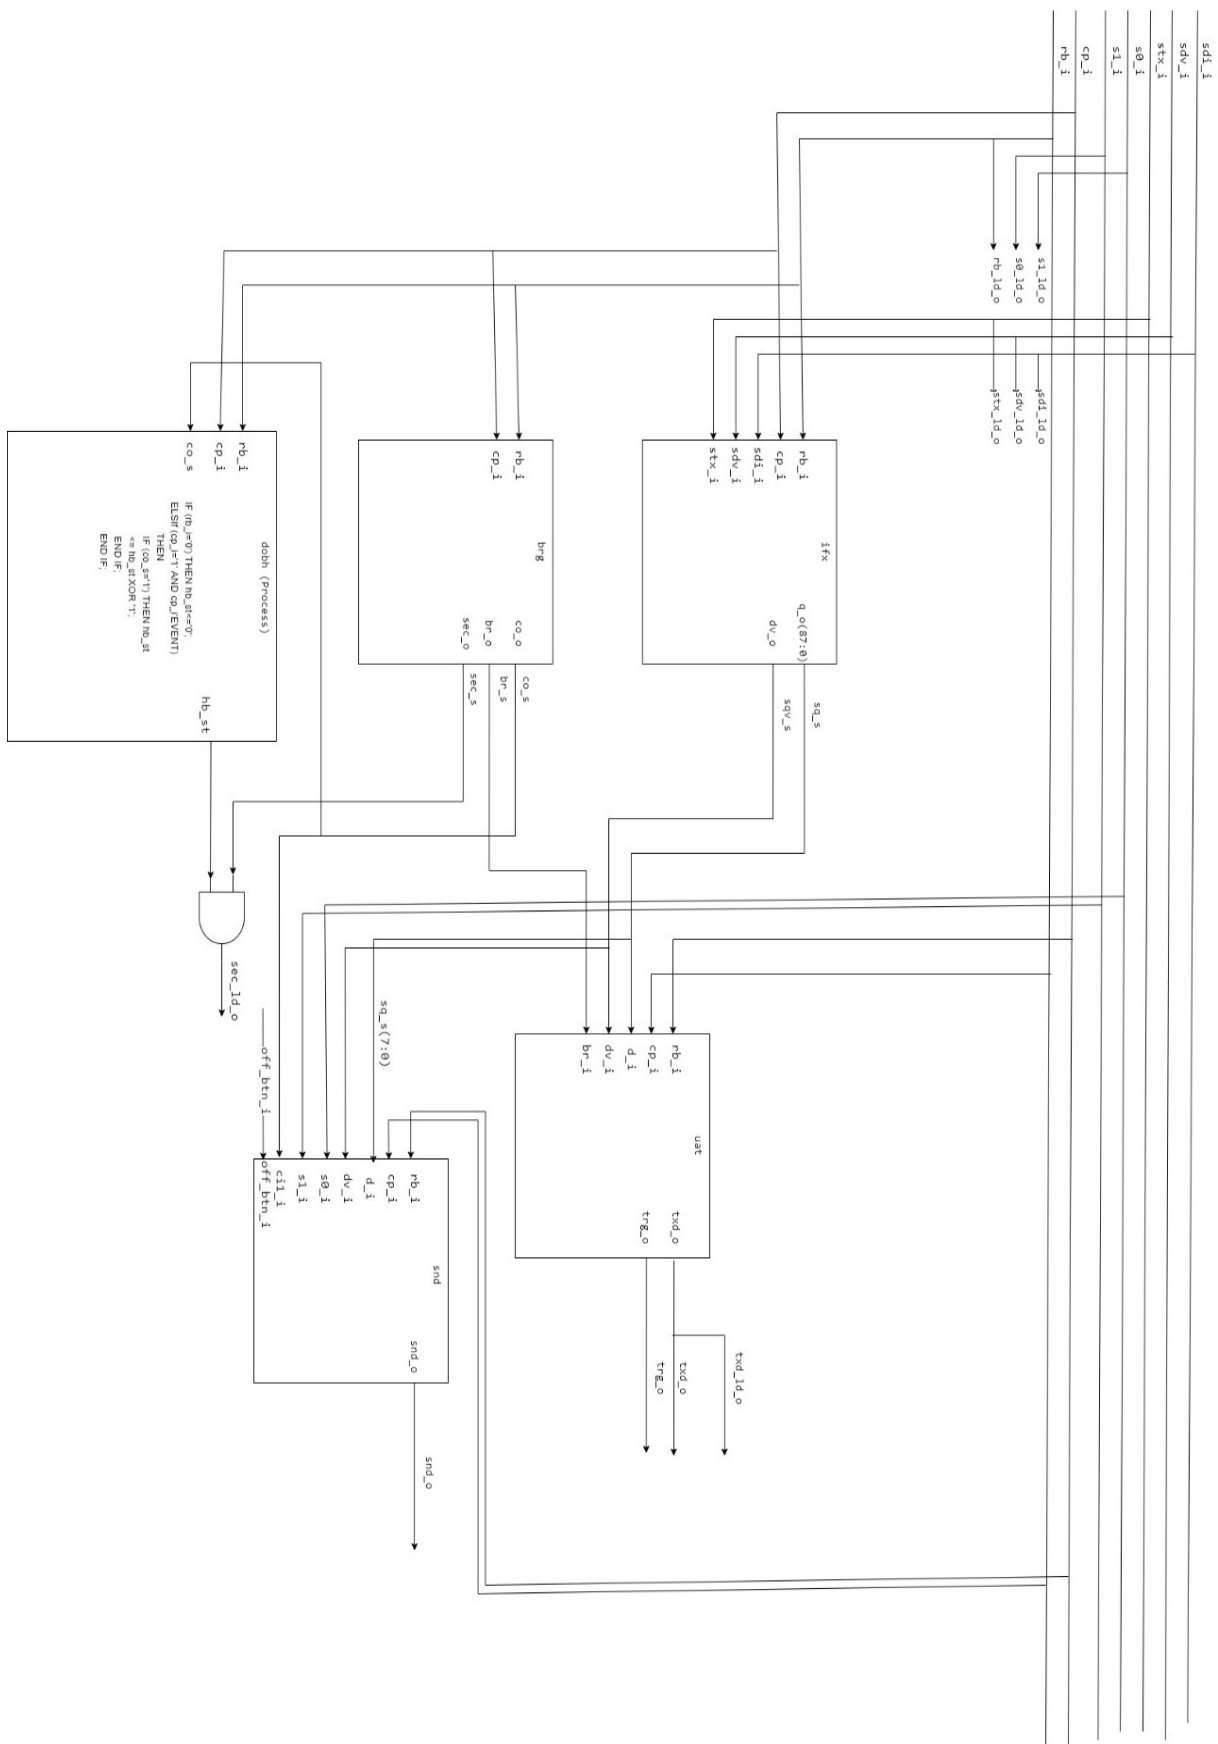 sdi_i
sdv_i
stx_i
s0_i
s1_i
cp_i
rb_i
s1_ld_o
s0_ld_o
rb_ld_o
sdi_ld_o
sdv_ld_o
stx_ld_o
rb_i
cp_i
sdi_i
sdv_i
stx_i
ifx
q_o(87:0)
dv_o
sq_s
sqv_s
rb_i
cp_i
brg
co_o
br_o
sec_o
co_s
br_s
sec_s
rb_i
cp_i
co_s
dobh (Process)
IF (rb_i='0') THEN hb_st<='0';
ELSIf (cp_i='1' AND cp_i'EVENT)
THEN
IF (co_s='1') THEN hb_st
<= hb_st XOR '1';
END IF;
END IF;
hb_st
sec_ld_o
off_btn_i
sq_s(7:0)
rb_i
cp_i
d_i
dv_i
br_i
uat
txd_o
trg_o
txd_ld_o
txd_o
trg_o
rb_i
cp_i
d_i
dv_i
s0_i
s1_i
ci1_i
off_btn_i
snd
snd_o
snd_o